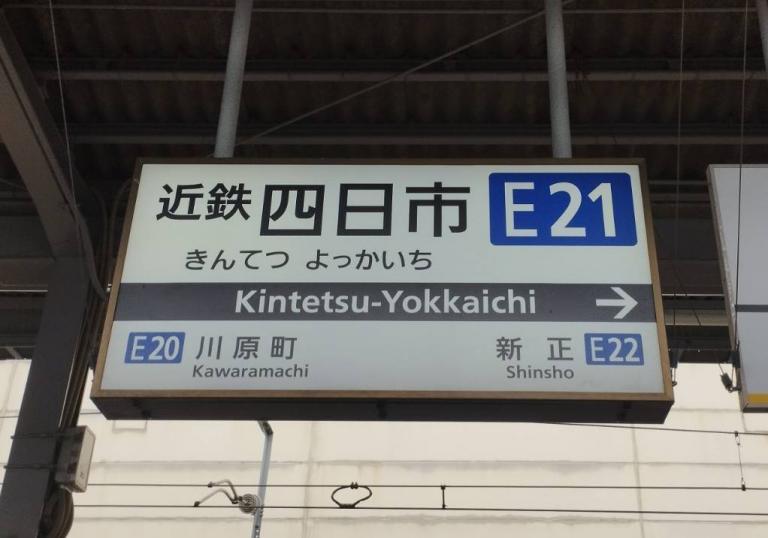 近鉄四日市 E21
きんてつ よっかいち
Kintetsu-Yokkaichi →
E20 川原町 新正 E22
Kawaramachi Shinsho